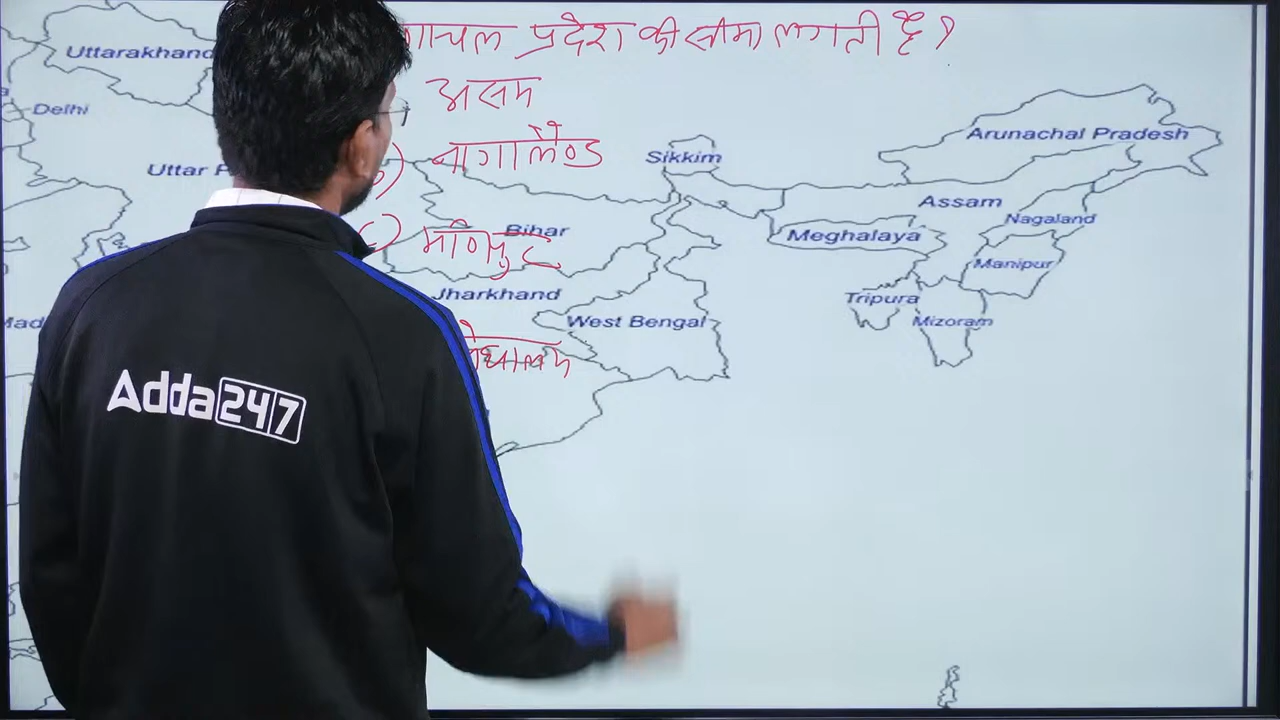 प्रदेश की सीमा लगती है?
Uttarakhand
असम
Delhi
Arunachal Pradesh
नागालैण्ड
Sikkim
Uttar P
Assam
Nagaland
c) मणिपुर
Bihar
Meghalaya
Manipur
Jharkhand
Tripura
West Bengal
Mizoram
Adda247